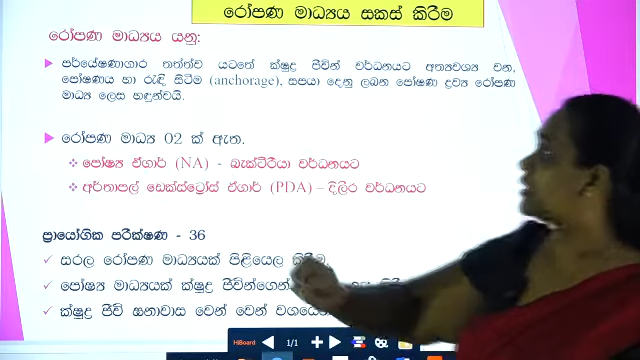 රෝපණ මාධ්‍යය සකස් කිරීම
රෝපණ මාධ්‍යය යනු:
පර්යේෂණාගාර තත්ත්ව යටතේ ක්ෂුද්‍ර ජීවීන් වර්ධනයට අත්‍යවශ්‍ය වන,
පෝෂණය හා රැඳි සිටීම (anchorage), සපයා දෙනු ලබන පෝෂණ ද්‍රව්‍ය රෝපණ
මාධ්‍ය ලෙස හඳුන්වයි.
රෝපණ මාධ්‍ය 02 ක් ඇත.
පෝෂ්‍ය ඒගාර් (NA) - බැක්ටීරියා වර්ධනයට
අර්තාපල් ඩෙක්ස්ට්‍රෝස් ඒගාර් (PDA) – දිලීර වර්ධනයට
ප්‍රායෝගික පරීක්ෂණ - 36
සරල රෝපණ මාධ්‍යයක් පිළියෙල කිරීම
පෝෂ්‍ය මාධ්‍යයක් ක්ෂුද්‍ර ජීවීන්ගෙන්
ක්ෂුද්‍ර ජීවී ඝනාවාස වෙන් වෙන් වශයෙන්
HiBoard 1/1